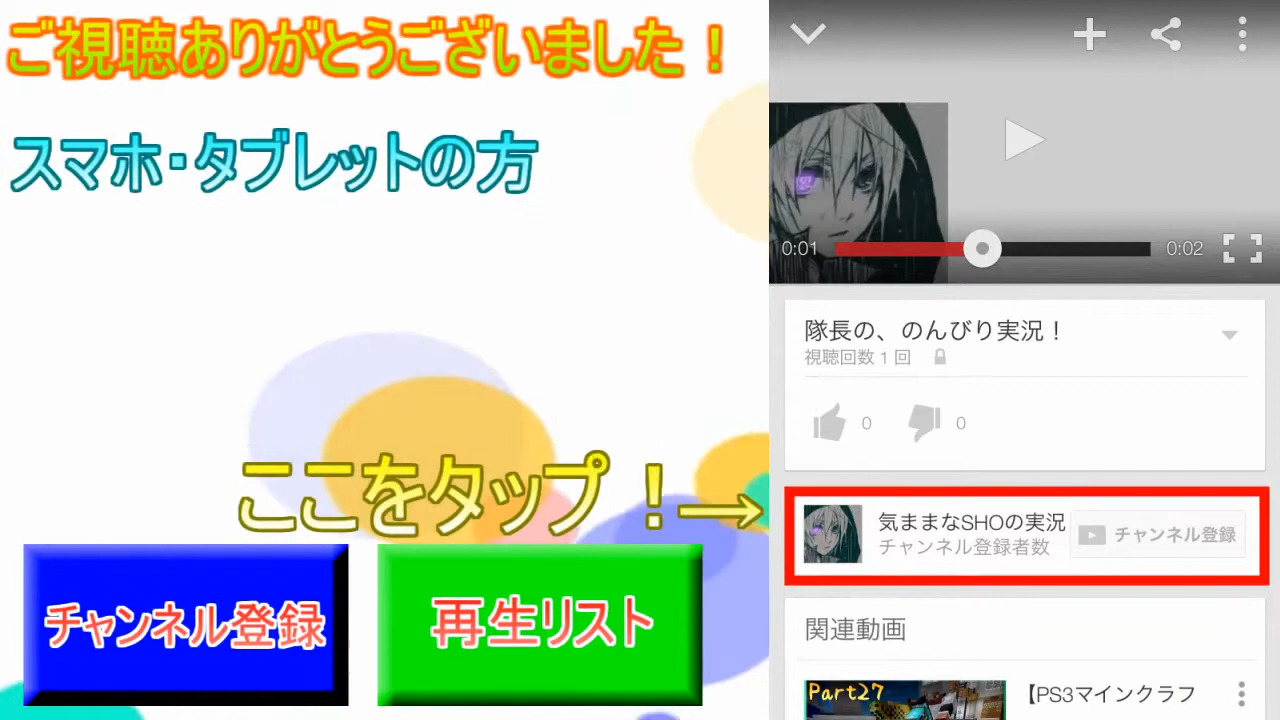 ご視聴ありがとうございました！
スマホ・タブレットの方
ここをタップ！→
チャンネル登録
再生リスト
0:01
0:02
隊長の、のんびり実況！
視聴回数 1 回
0
0
気ままなSHOの実況
チャンネル登録者数
チャンネル登録
関連動画
Part27
【PS3マインクラフ